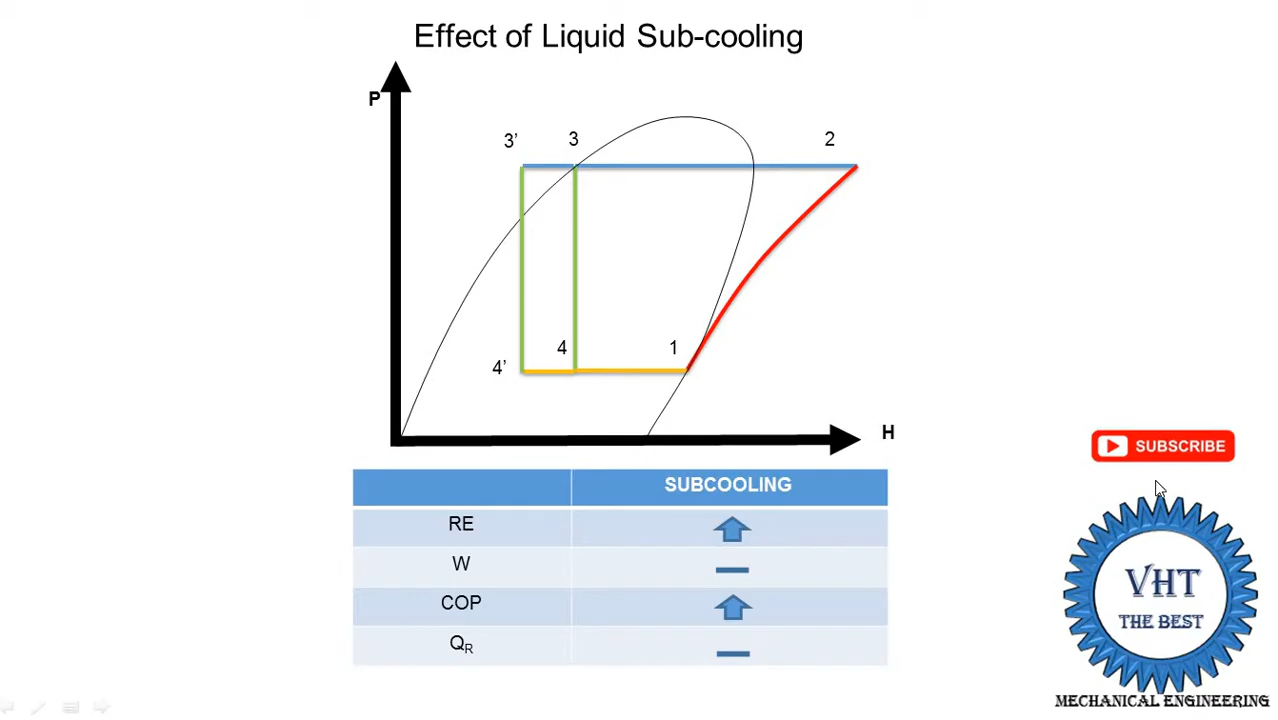 Effect of Liquid Sub-cooling
P
3’ 3 2
4’ 4 1
H
SUBSCRIBE
SUBCOOLING
RE
W
COP
QR
VHT
THE BEST
MECHANICAL ENGINEERING